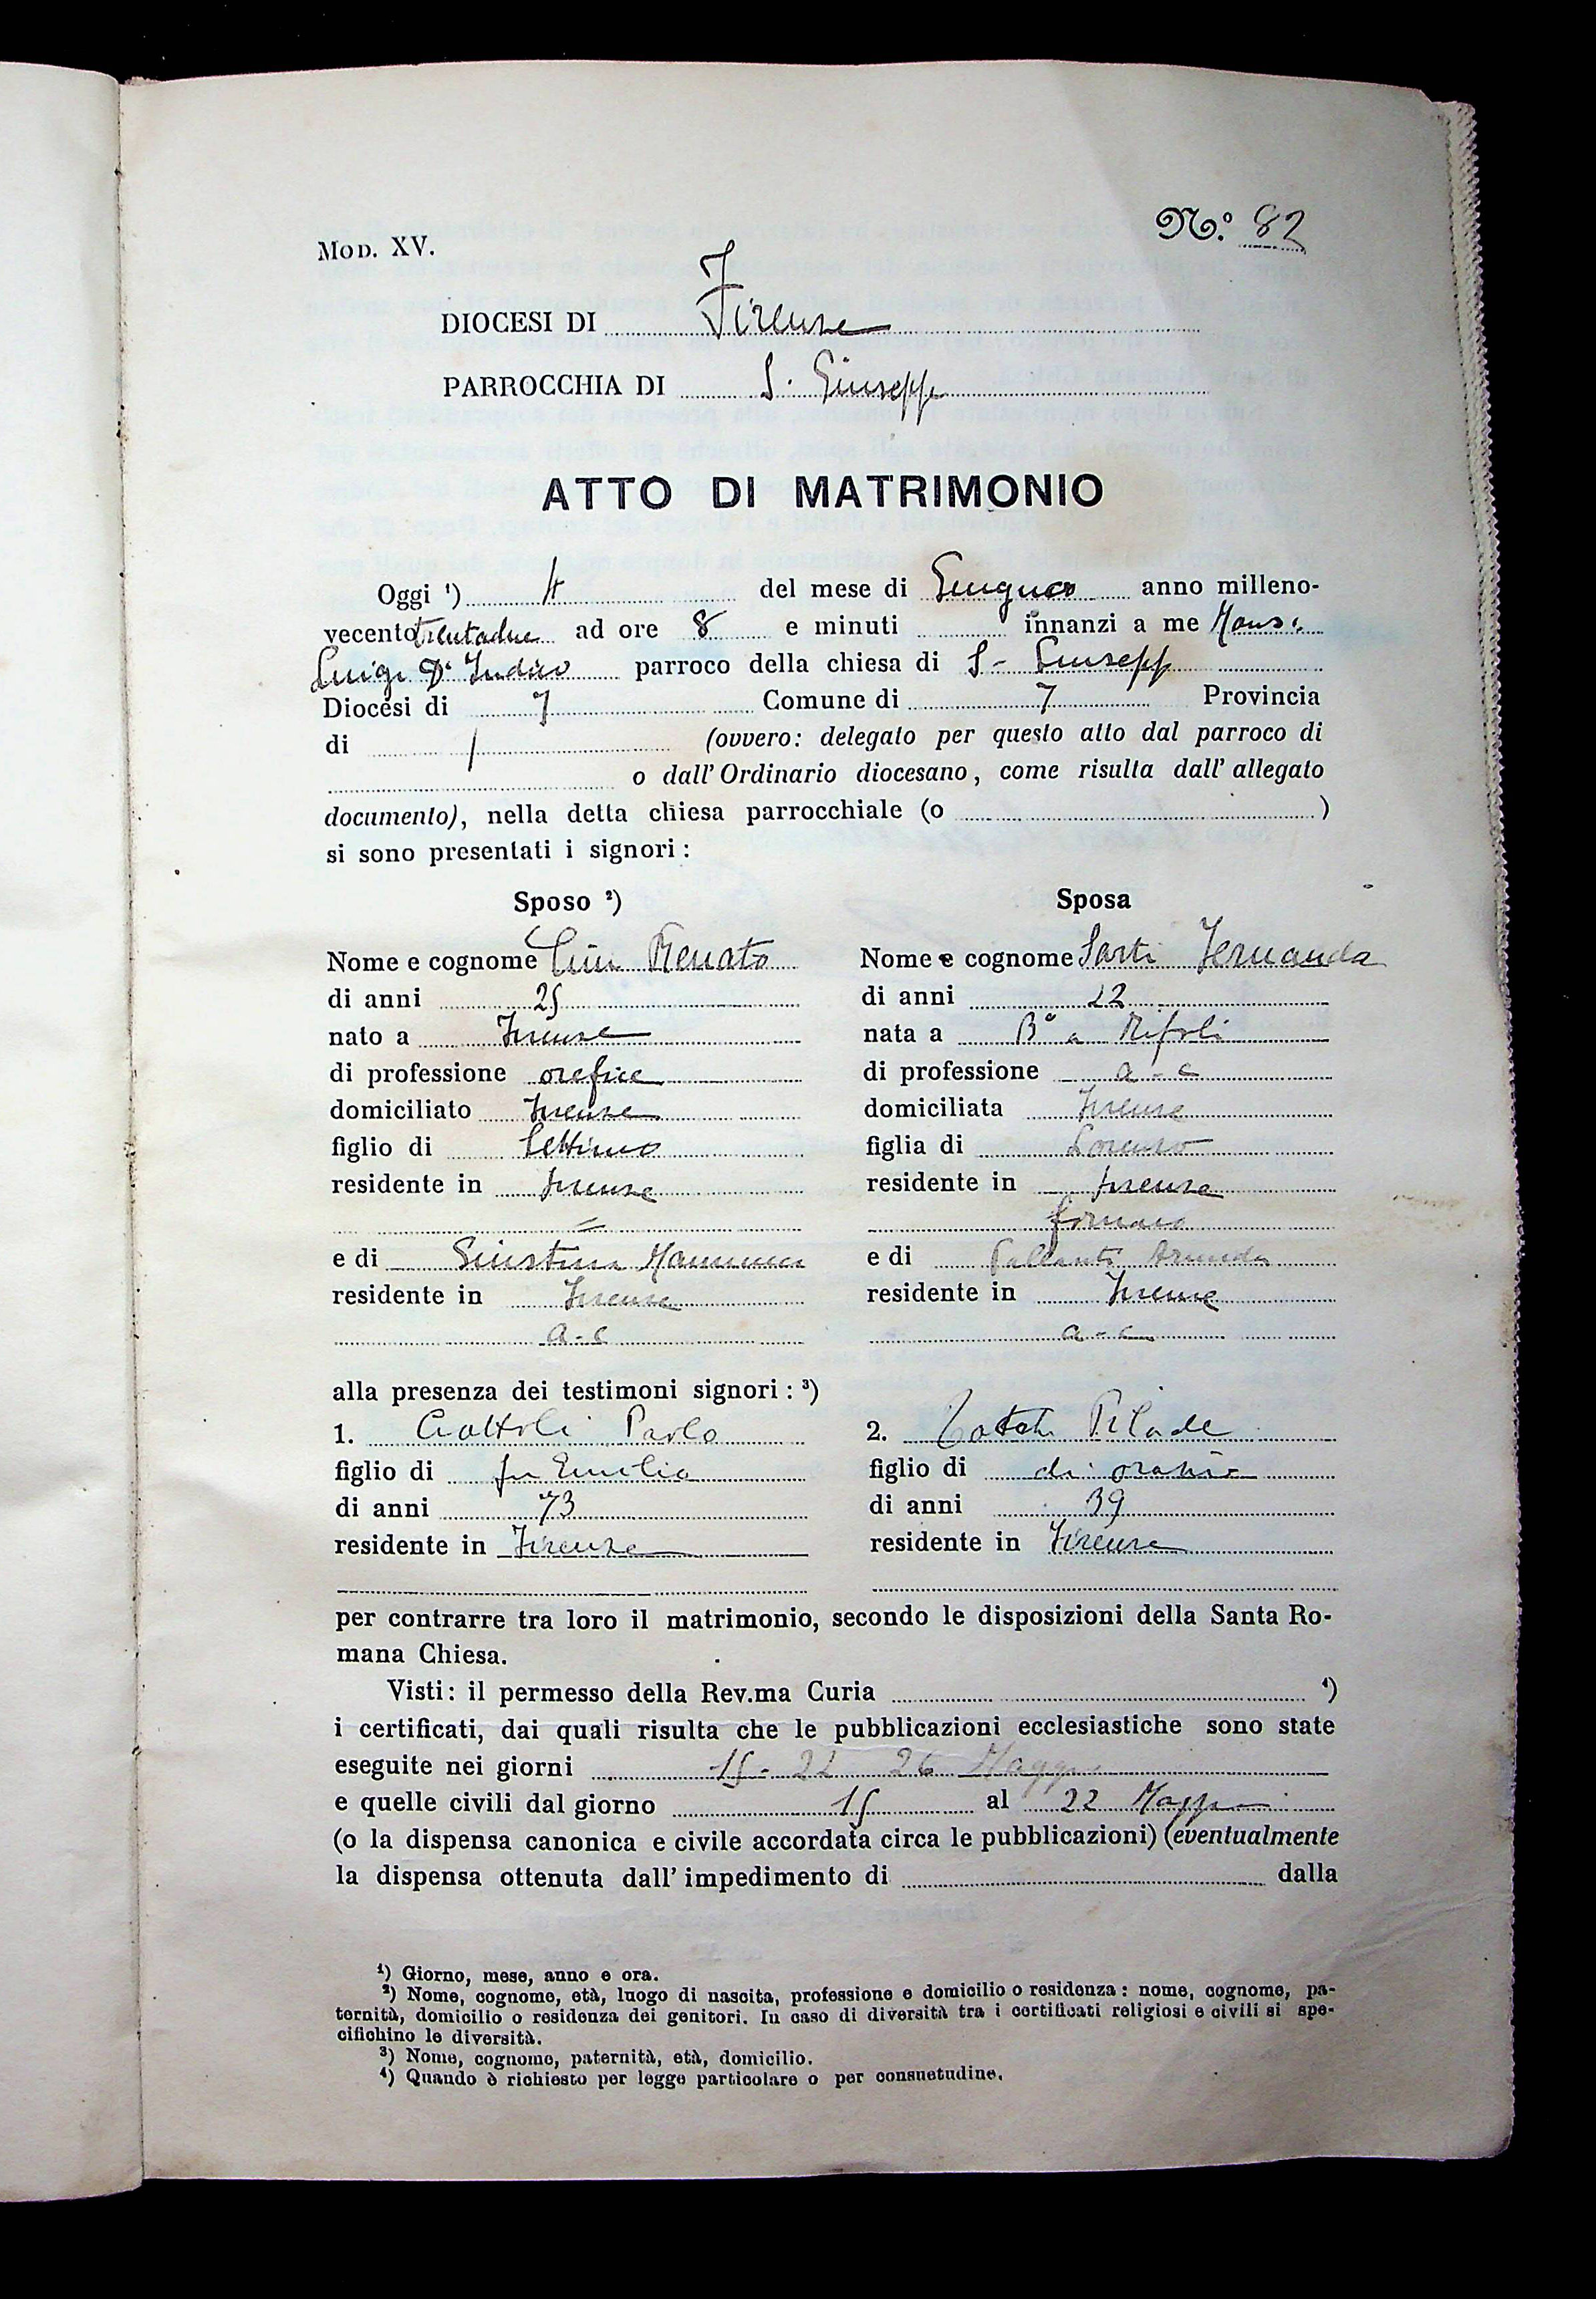 Mod. XV.
N.º 82
DIOCESI DI Firenze
PARROCCHIA DI S. Giuseppe
ATTO DI MATRIMONIO
Oggi ¹) 4 del mese di Giugno anno milleno-
vecento trentadue ad ore 8 e minuti innanzi a me Mons.
Luigi D' parroco della chiesa di S- Giusepp
Diocesi di Comune di Provincia
di (ovvero: delegato per questo atto dal parroco di
o dall' Ordinario diocesano, come risulta dall' allegato
documento), nella detta chiesa parrocchiale (o )
si sono presentati i signori:
Sposo ²)
Nome e cognome Renato
di anni 25
nato a Firenze
di professione orefice
domiciliato Firenze
figlio di Settimo
residente in Firenze
=
e di Giustina
residente in Firenze
a-c
Sposa
Nome e cognome Sarti Fernanda
di anni 22
nata a B° a Ripoli
di professione a-c
domiciliata Firenze
figlia di Lorenzo
residente in Firenze
fornaio
e di Pallanti
residente in Firenze
a-c
alla presenza dei testimoni signori: ³)
1. Ciottoli Paolo
figlio di fu Emilio
di anni 73
residente in Firenze
2. Pilade
figlio di di
di anni 39
residente in Firenze
per contrarre tra loro il matrimonio, secondo le disposizioni della Santa Ro-
mana Chiesa.
Visti: il permesso della Rev.ma Curia ⁴)
i certificati, dai quali risulta che le pubblicazioni ecclesiastiche sono state
eseguite nei giorni 15- 22 26 Maggio
e quelle civili dal giorno 15 al 22 Maggio
(o la dispensa canonica e civile accordata circa le pubblicazioni) (eventualmente
la dispensa ottenuta dall' impedimento di dalla
¹) Giorno, mese, anno e ora.
²) Nome, cognome, età, luogo di nascita, professione e domicilio o residenza: nome, cognome, pa-
ternità, domicilio o residenza dei genitori. In caso di diversità tra i certificati religiosi e civili si spe-
cifichino le diversità.
³) Nome, cognome, paternità, età, domicilio.
⁴) Quando è richiesto per legge particolare o per consuetudine.